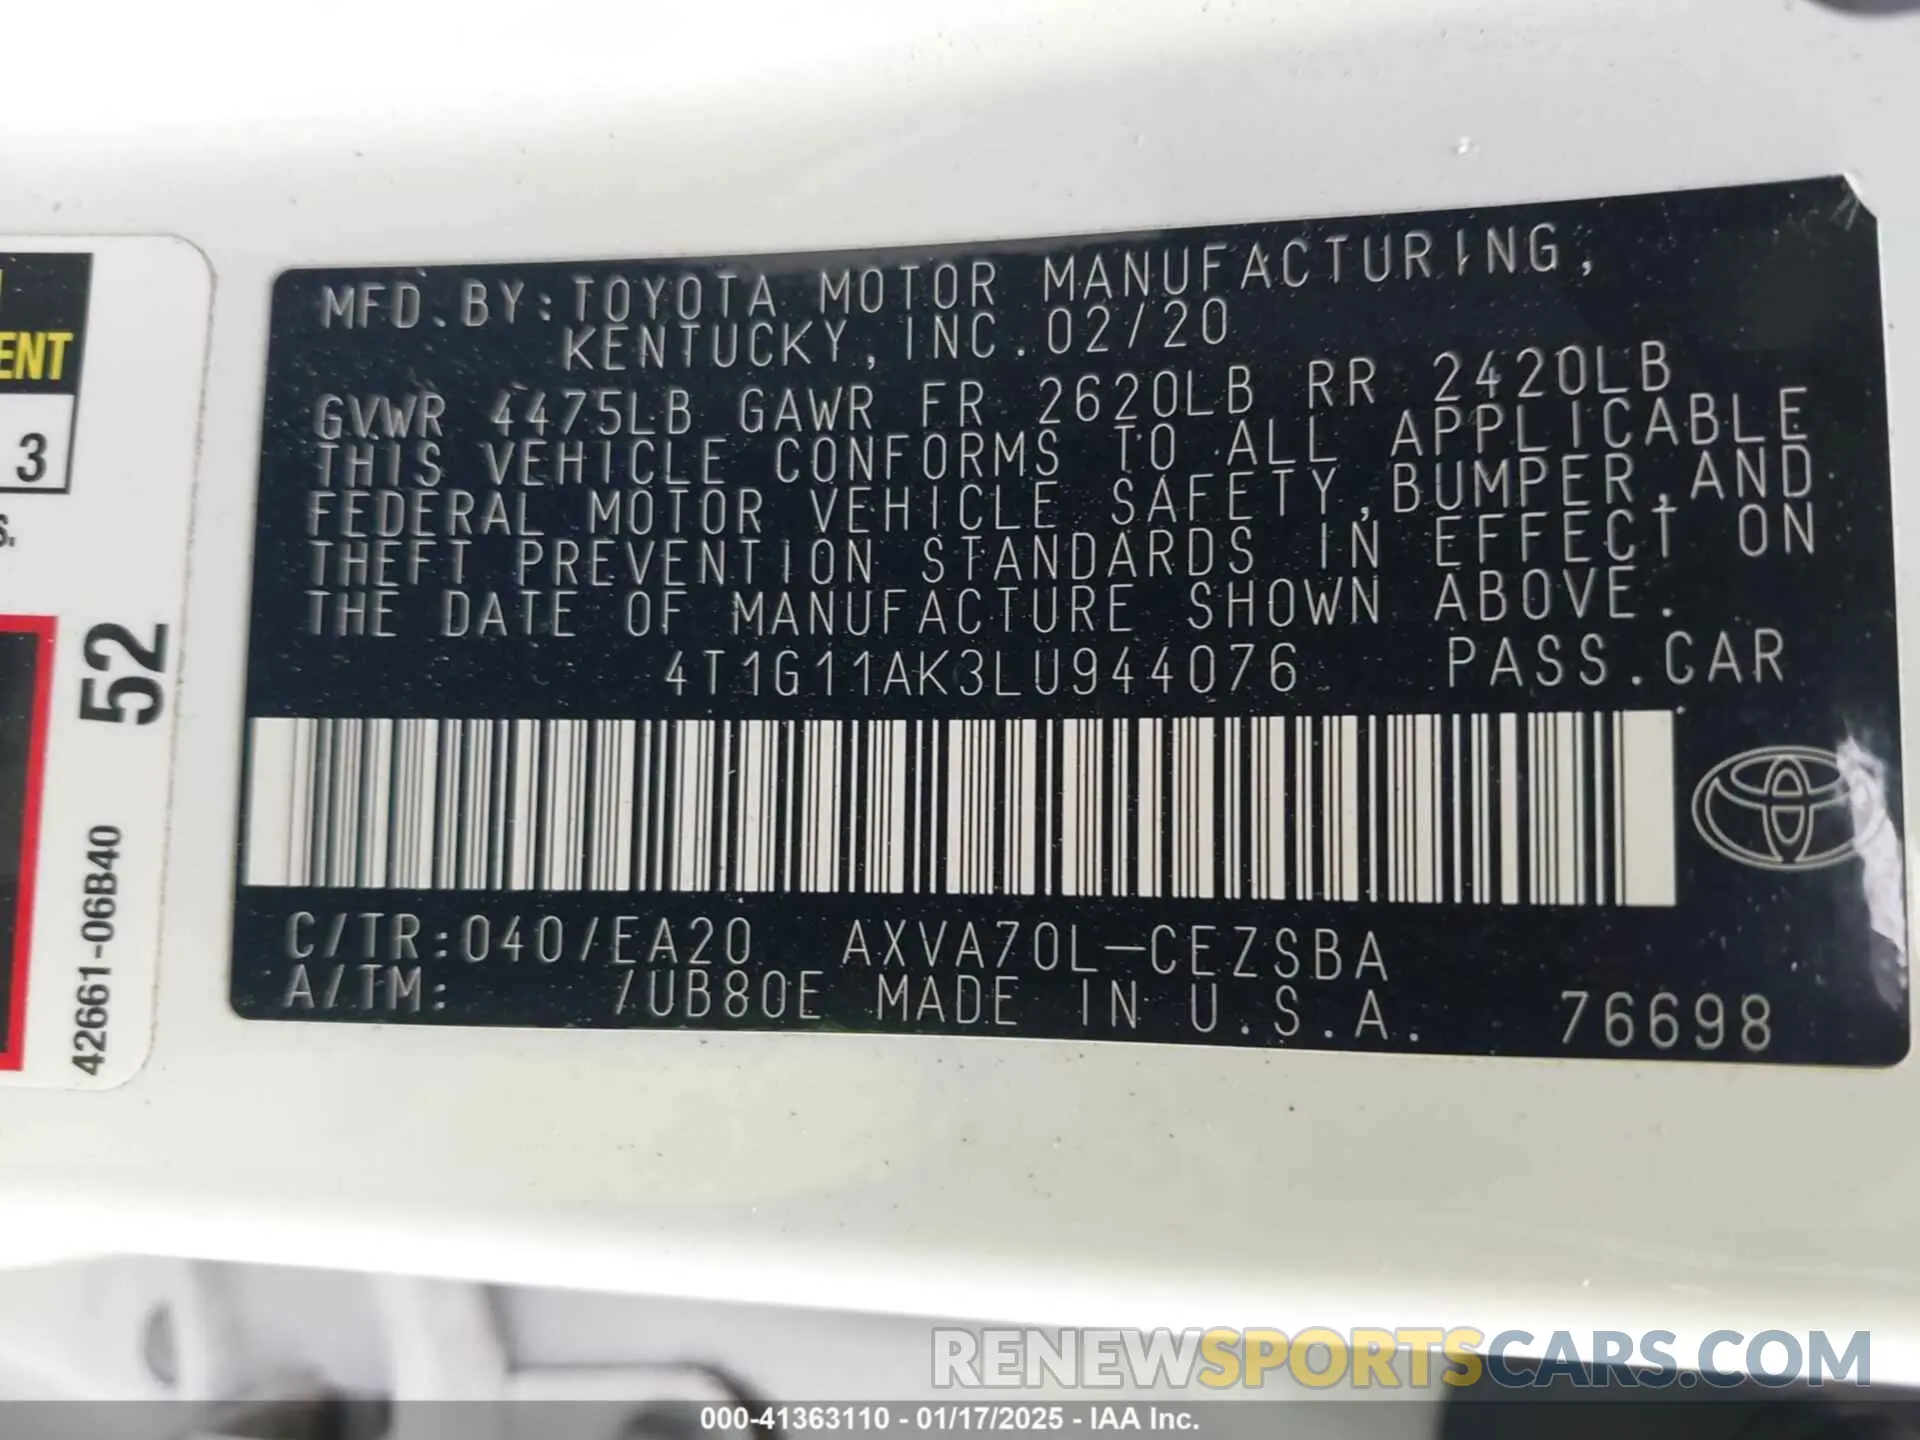 ENT
3
S.
52
42661-06B40
MFD.BY:TOYOTA MOTOR MANUFACTURING,
KENTUCKY,INC.02/20
GVWR 4475LB GAWR FR 2620LB RR 2420LB
THIS VEHICLE CONFORMS TO ALL APPLICABLE
FEDERAL MOTOR VEHICLE SAFETY,BUMPER,AND
THEFT PREVENTION STANDARDS IN EFFECT ON
THE DATE OF MANUFACTURE SHOWN ABOVE.
4T1G11AK3LU944076 PASS.CAR
C/TR:040/EA20 AXVA70L-CEZSBA
A/TM: /UB80E MADE IN U.S.A. 76698
RENEWSPORTSCARS.COM
000-41363110 - 01/17/2025 - IAA Inc.